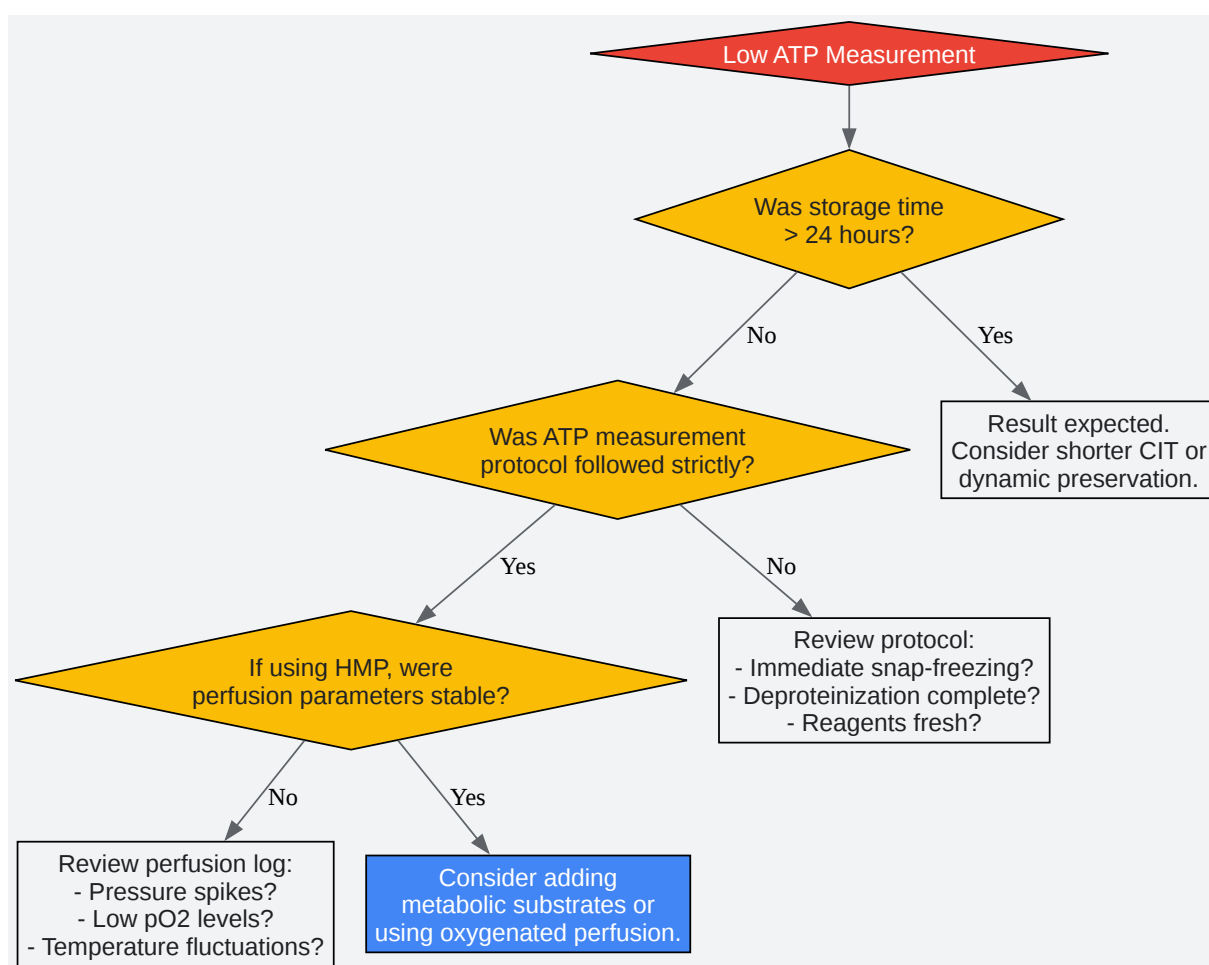 Low ATP Measurement
Was storage time
> 24 hours?
No
Yes
Was ATP measurement
protocol followed strictly?
Result expected.
Consider shorter CIT or
dynamic preservation.
Yes
No
If using HMP, were
perfusion parameters stable?
Review protocol:
- Immediate snap-freezing?
- Deproteinization complete?
- Reagents fresh?
No
Yes
Review perfusion log:
- Pressure spikes?
- Low pO2 levels?
- Temperature fluctuations?
Consider adding
metabolic substrates or
using oxygenated perfusion.